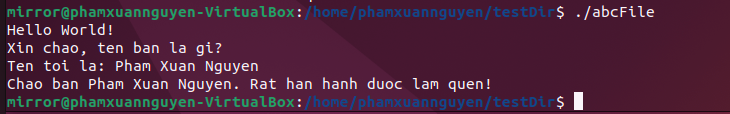 mirror@phamxuannguyen-VirtualBox:/home/phamxuannguyen/testDir$ ./abcFile
Hello World!
Xin chao, ten ban la gi?
Ten toi la: Pham Xuan Nguyen
Chao ban Pham Xuan Nguyen. Rat han hanh duoc lam quen!
mirror@phamxuannguyen-VirtualBox:/home/phamxuannguyen/testDir$